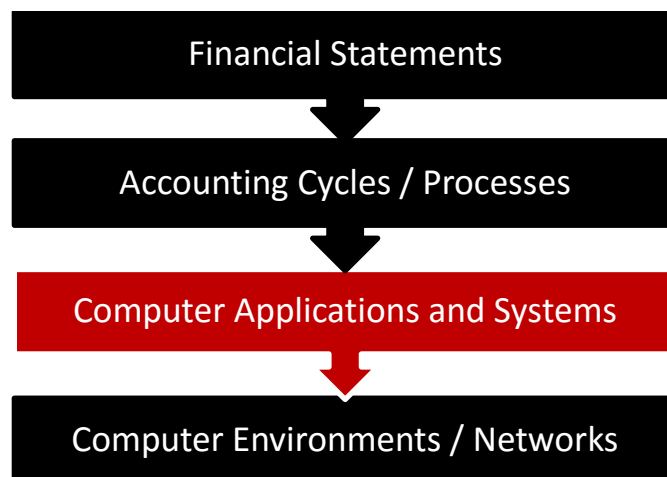 Financial Statements
Accounting Cycles / Processes
Computer Applications and Systems
Computer Environments / Networks